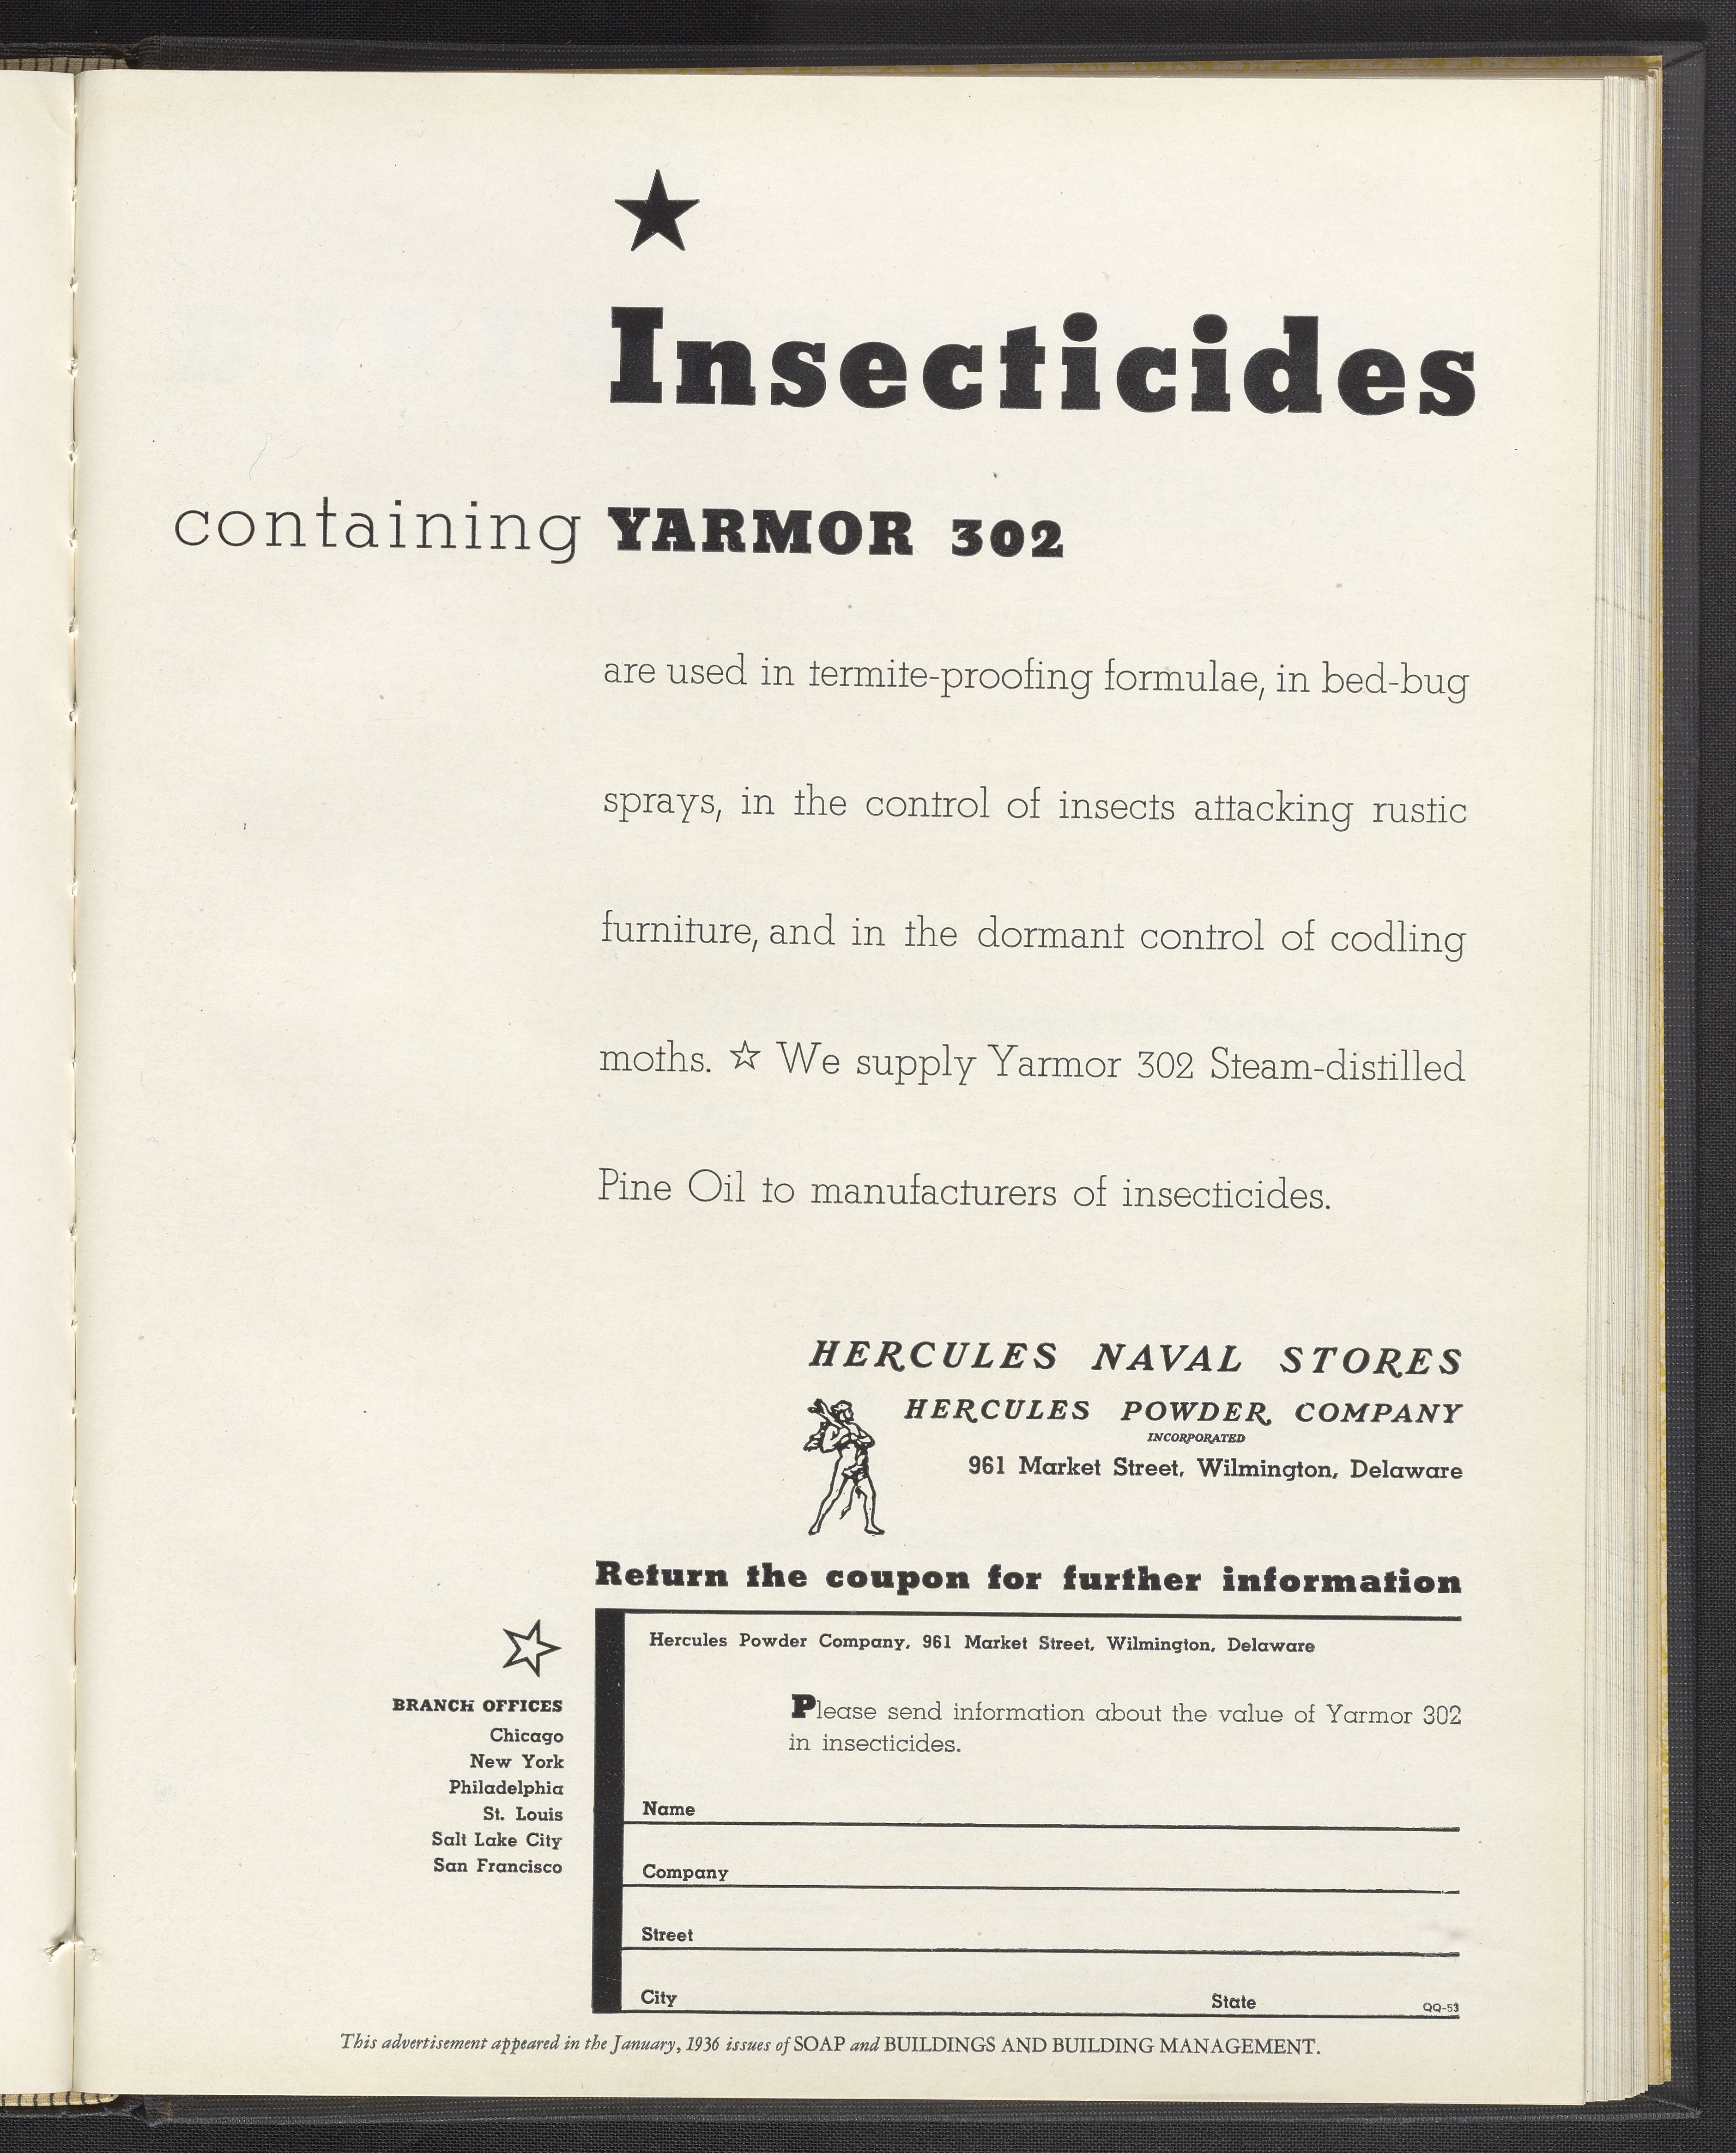 Insecticides
containing YARMOR 302
are used in termite-proofing formulae, in bed-bug
sprays, in the control of insects attacking rustic
furniture, and in the dormant control of codling
moths. ☆ We supply Yarmor 302 Steam-distilled
Pine Oil to manufacturers of insecticides.
HERCULES NAVAL STORES
HERCULES POWDER COMPANY
INCORPORATED
961 Market Street, Wilmington, Delaware
Return the coupon for further information
Hercules Powder Company, 961 Market Street, Wilmington, Delaware
Please send information about the value of Yarmor 302
in insecticides.
Name
Company
Street
City State QQ-53
BRANCH OFFICES
Chicago
New York
Philadelphia
St. Louis
Salt Lake City
San Francisco
This advertisement appeared in the January, 1936 issues of SOAP and BUILDINGS AND BUILDING MANAGEMENT.